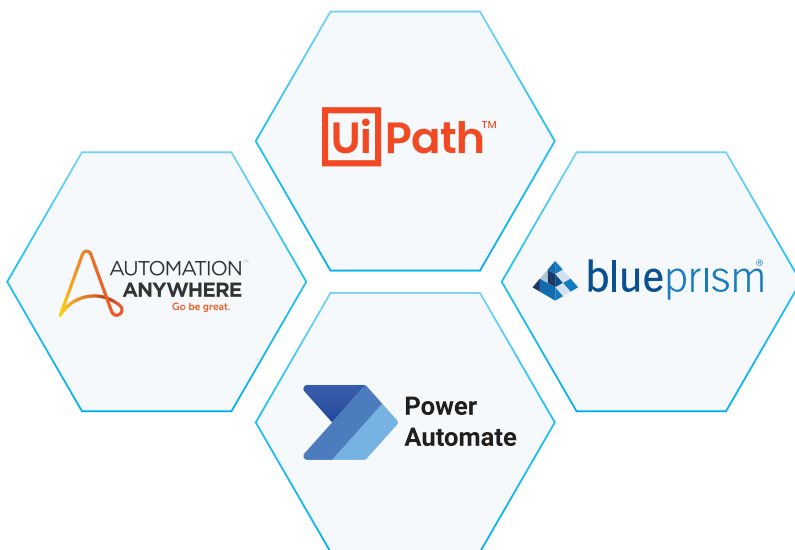 UiPath™
AUTOMATION™
ANYWHERE
Go be great.
blueprism®
Power
Automate